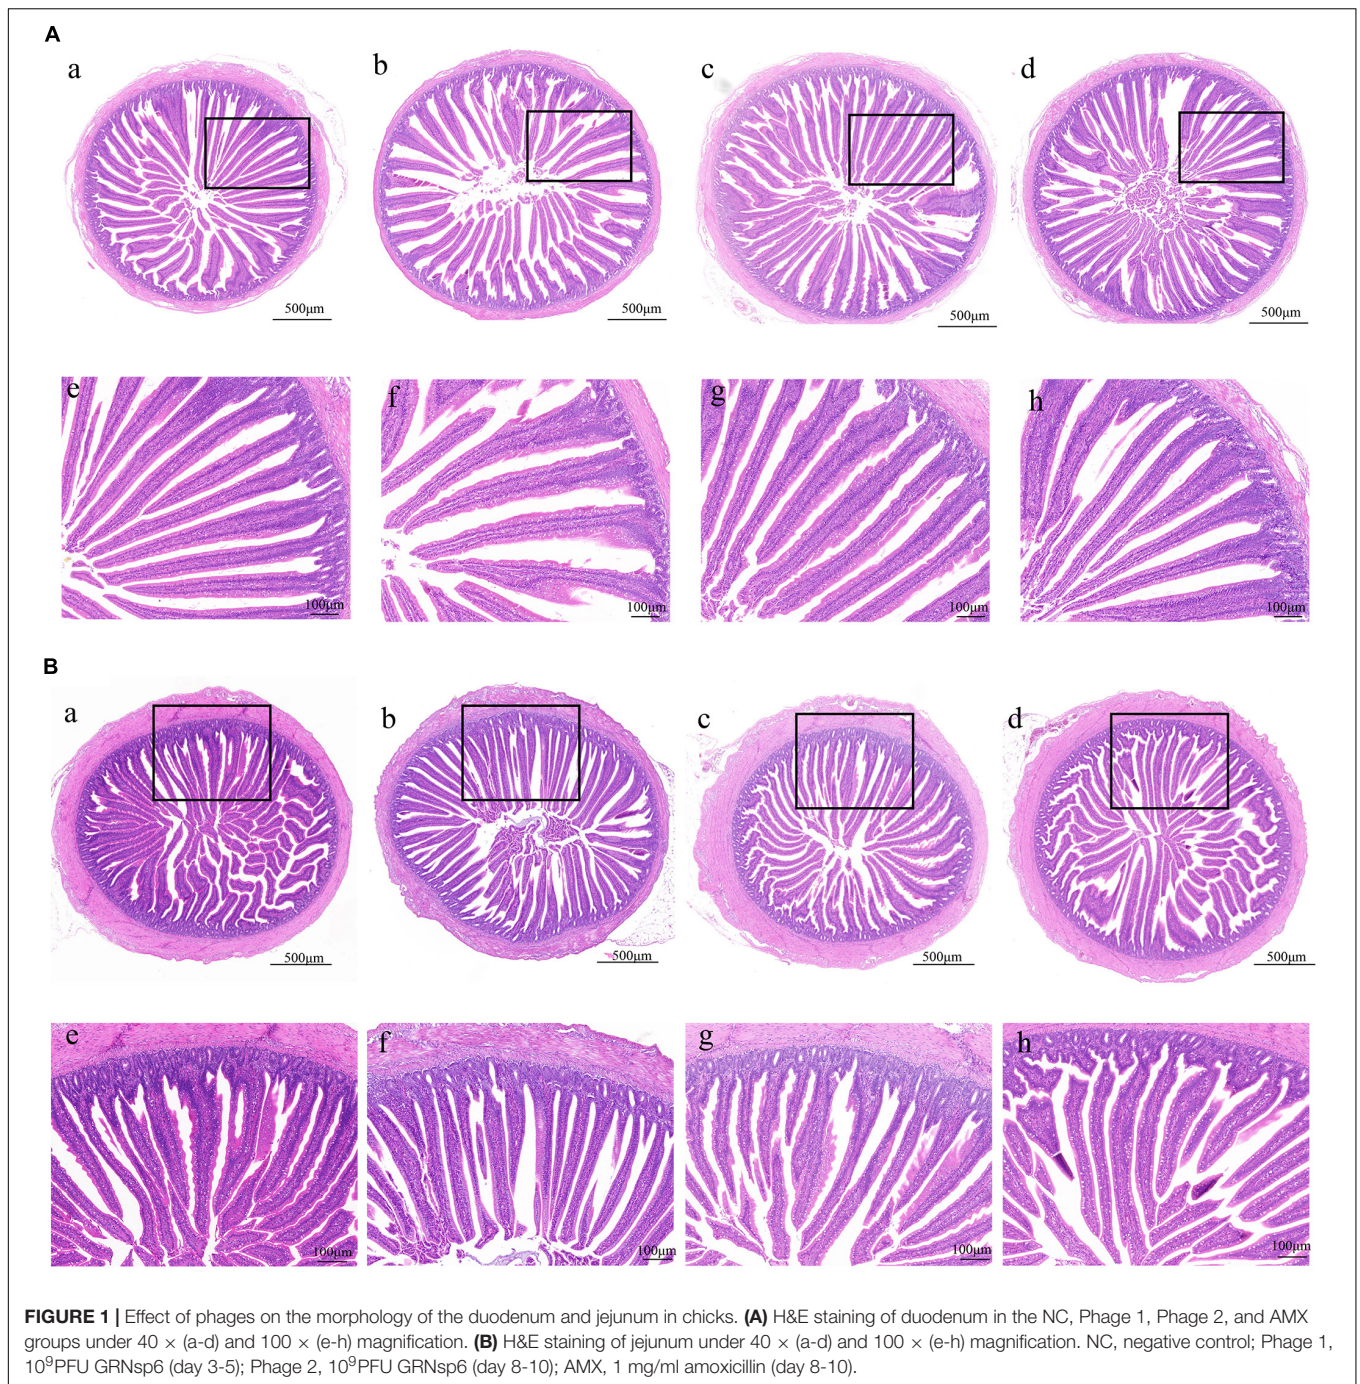 A
a
b
c
d
500μm
500μm
500μm
500μm
e
f
g
h
100μm
100μm
100μm
100μm
B
a
b
c
d
500μm
500μm
500μm
500μm
e
f
g
h
100μm
100μm
100μm
100μm
FIGURE 1 | Effect of phages on the morphology of the duodenum and jejunum in chicks. (A) H&E staining of duodenum in the NC, Phage 1, Phage 2, and AMX
groups under 40 × (a-d) and 100 × (e-h) magnification. (B) H&E staining of jejunum under 40 × (a-d) and 100 × (e-h) magnification. NC, negative control; Phage 1,
10⁹PFU GRNsp6 (day 3-5); Phage 2, 10⁹PFU GRNsp6 (day 8-10); AMX, 1 mg/ml amoxicillin (day 8-10).